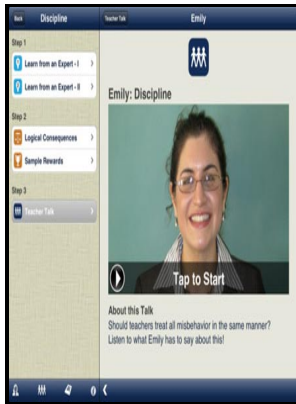 Back
Discipline
Step 1
Learn from an Expert - I
Learn from an Expert - II
Step 2
Logical Consequences
Sample Rewards
Step 3
Teacher Talk
Teacher Talk
Emily
Emily: Discipline
Tap to Start
About this Talk
Should teachers treat all misbehavior in the same manner?
Listen to what Emily has to say about this!